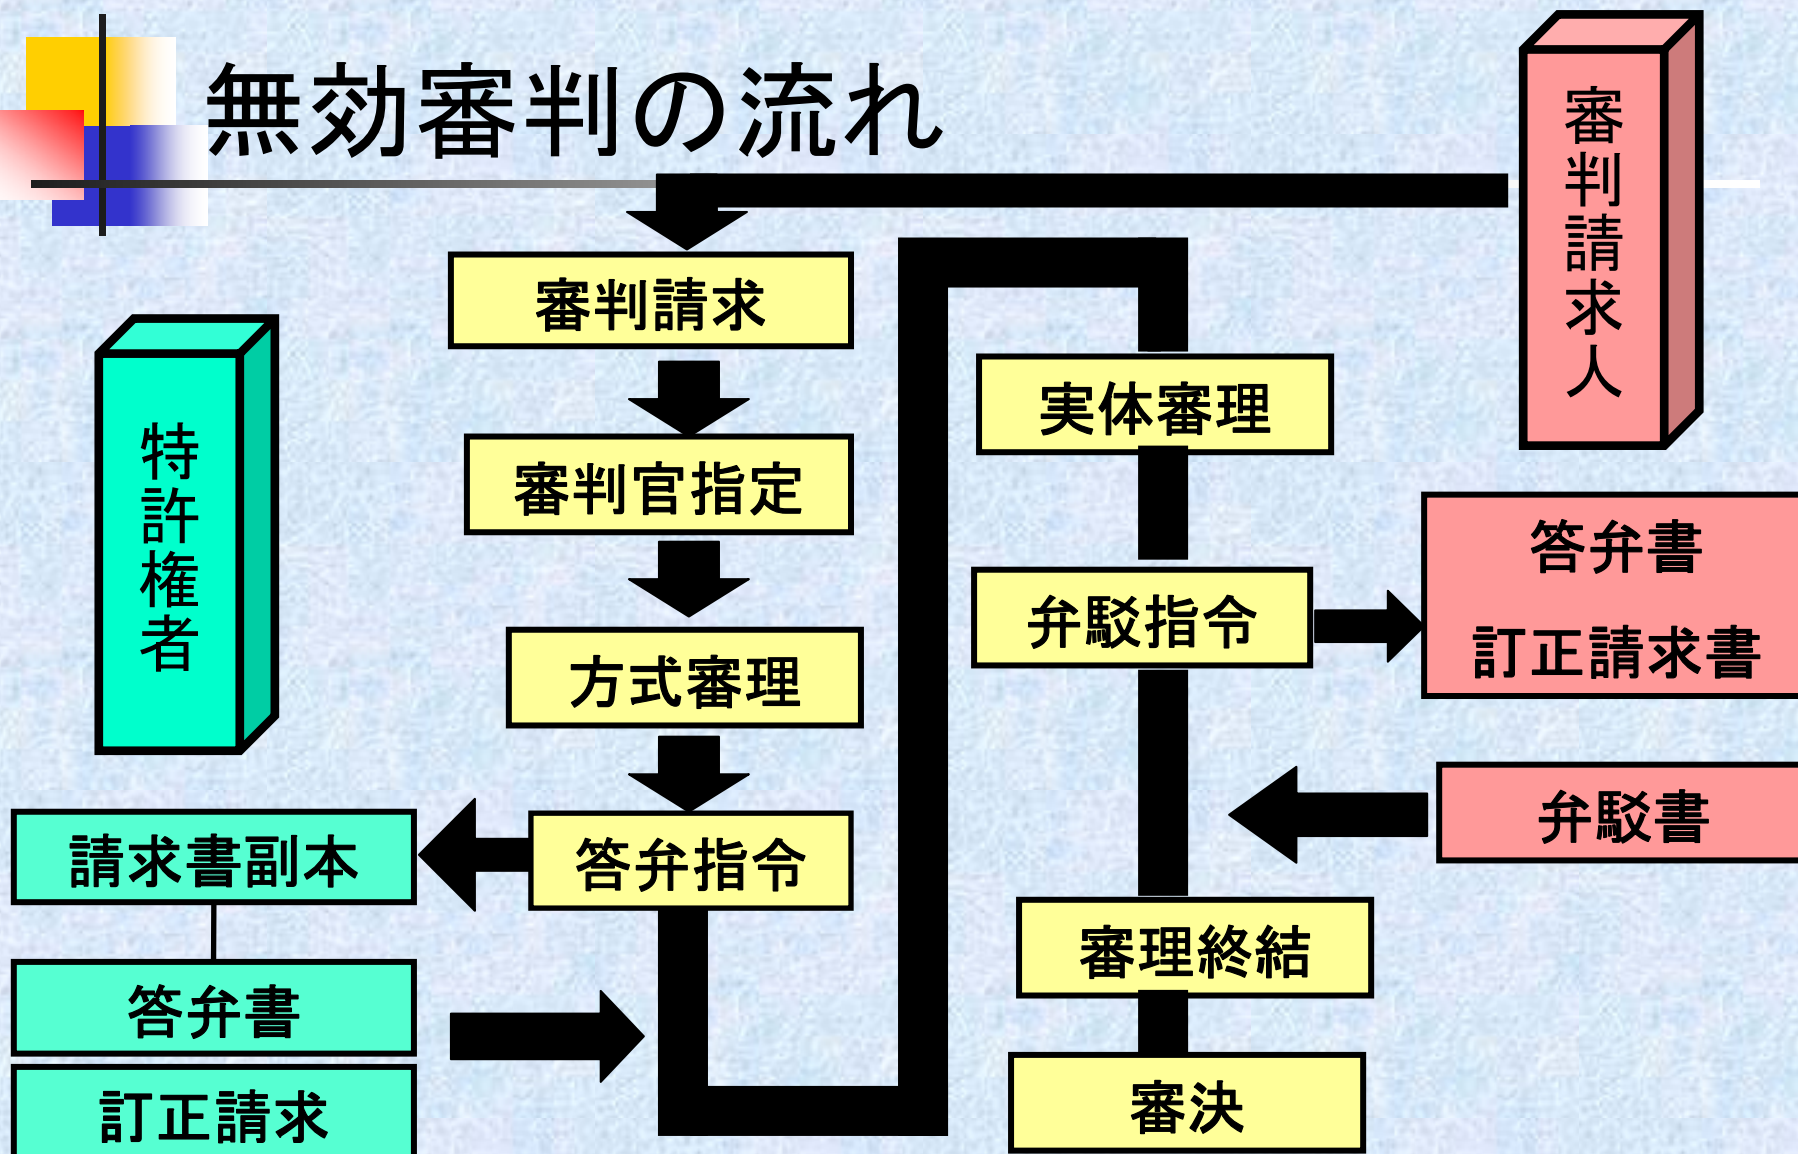 無効審判の流れ
審判請求人
特許権者
審判請求
審判官指定
方式審理
答弁指令
請求書副本
答弁書
訂正請求
実体審理
弁駁指令
答弁書
訂正請求書
弁駁書
審理終結
審決